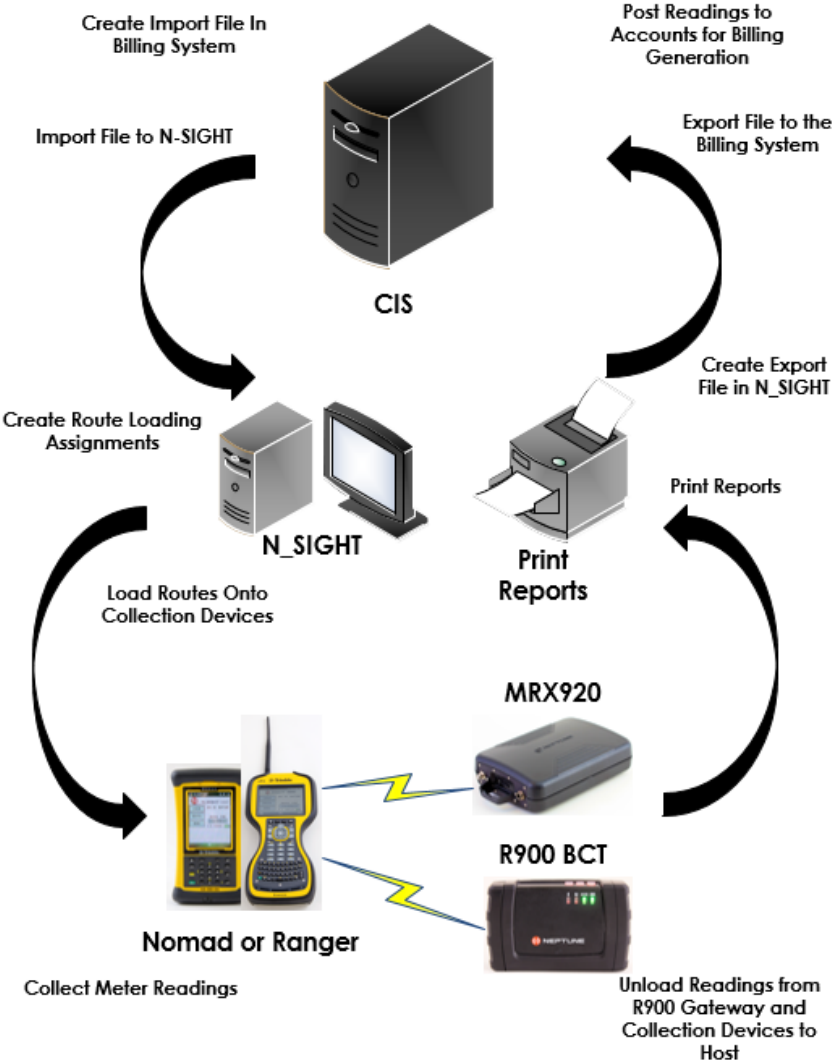 Create Import File In
Billing System
Post Readings to
Accounts for Billing
Generation
Import File to N-SIGHT
Export File to the
Billing System
CIS
Create Export
File in N_SIGHT
Create Route Loading
Assignments
Print Reports
N_SIGHT
Print
Reports
Load Routes Onto
Collection Devices
MRX920
R900 BCT
NEPTUNE
Nomad or Ranger
Collect Meter Readings
Unload Readings from
R900 Gateway and
Collection Devices to
Host